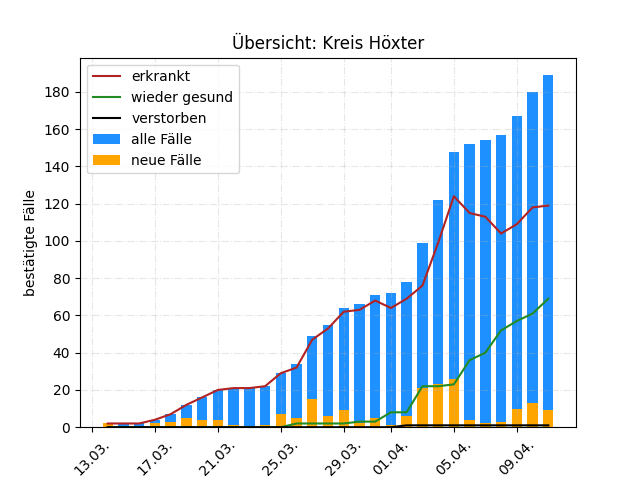 Übersicht: Kreis Höxter
erkrankt
wieder gesund
verstorben
alle Fälle
neue Fälle
bestätigte Fälle
180
160
140
120
100
80
60
40
20
0
13.03.
17.03.
21.03.
25.03.
29.03.
01.04.
05.04.
09.04.